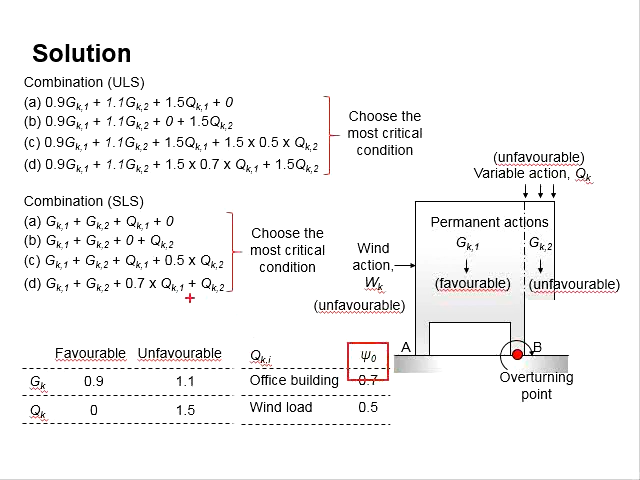 Solution
Combination (ULS)
(a) 0.9Gk,1 + 1.1Gk,2 + 1.5Qk,1 + 0
(b) 0.9Gk,1 + 1.1Gk,2 + 0 + 1.5Qk,2
(c) 0.9Gk,1 + 1.1Gk,2 + 1.5Qk,1 + 1.5 x 0.5 x Qk,2
(d) 0.9Gk,1 + 1.1Gk,2 + 1.5 x 0.7 x Qk,1 + 1.5Qk,2
Choose the
most critical
condition
Combination (SLS)
(a) Gk,1 + Gk,2 + Qk,1 + 0
(b) Gk,1 + Gk,2 + 0 + Qk,2
(c) Gk,1 + Gk,2 + Qk,1 + 0.5 x Qk,2
(d) Gk,1 + Gk,2 + 0.7 x Qk,1 + Qk,2
Choose the
most critical
condition
(unfavourable)
Variable action, Qk
Permanent actions
Gk,1
Gk,2
(favourable)
(unfavourable)
Wind
action,
Wk
(unfavourable)
A
B
Overturning
point
Favourable Unfavourable
Gk 0.9 1.1
Qk 0 1.5
Qk,i ψ0
Office building 0.7
Wind load 0.5